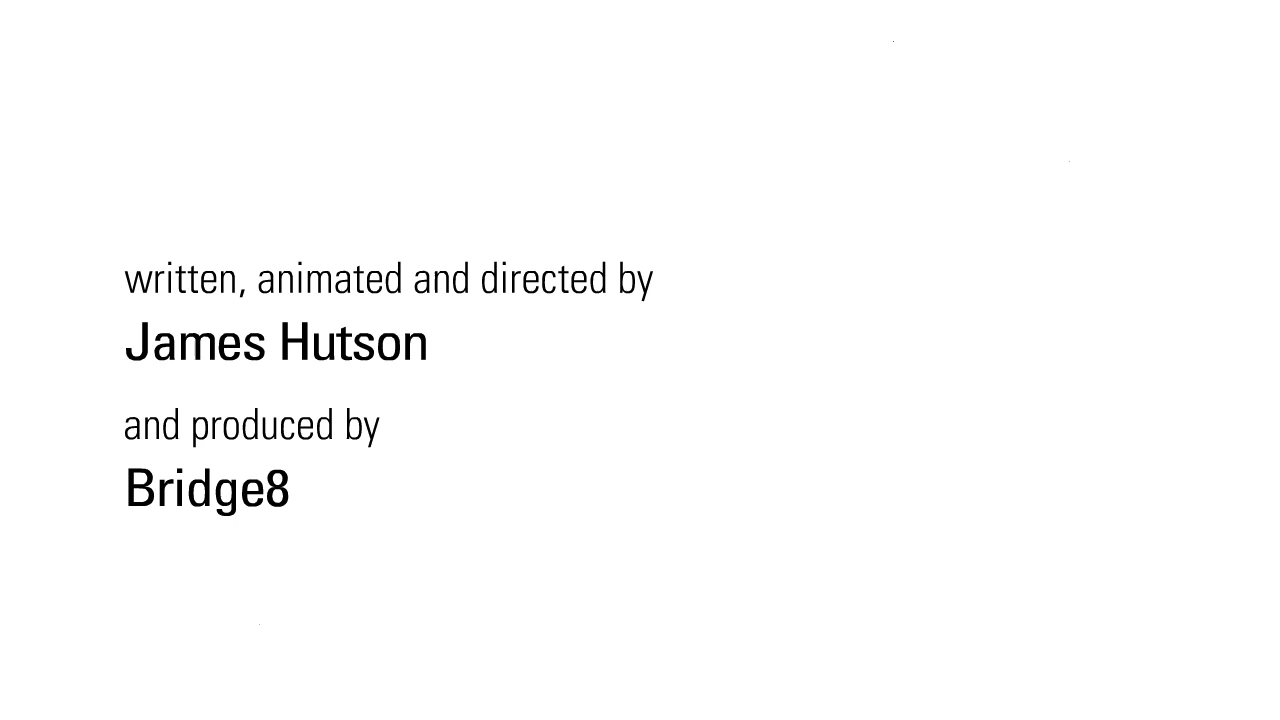 written, animated and directed by
James Hutson
and produced by
Bridge8